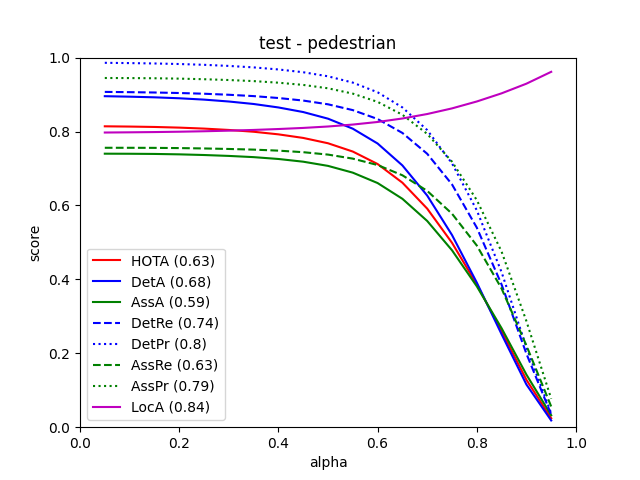 test - pedestrian
1.0
0.8
0.6
0.4
0.2
0.0
score
HOTA (0.63)
DetA (0.68)
AssA (0.59)
DetRe (0.74)
DetPr (0.8)
AssRe (0.63)
AssPr (0.79)
LocA (0.84)
0.0 0.2 0.4 0.6 0.8 1.0
alpha